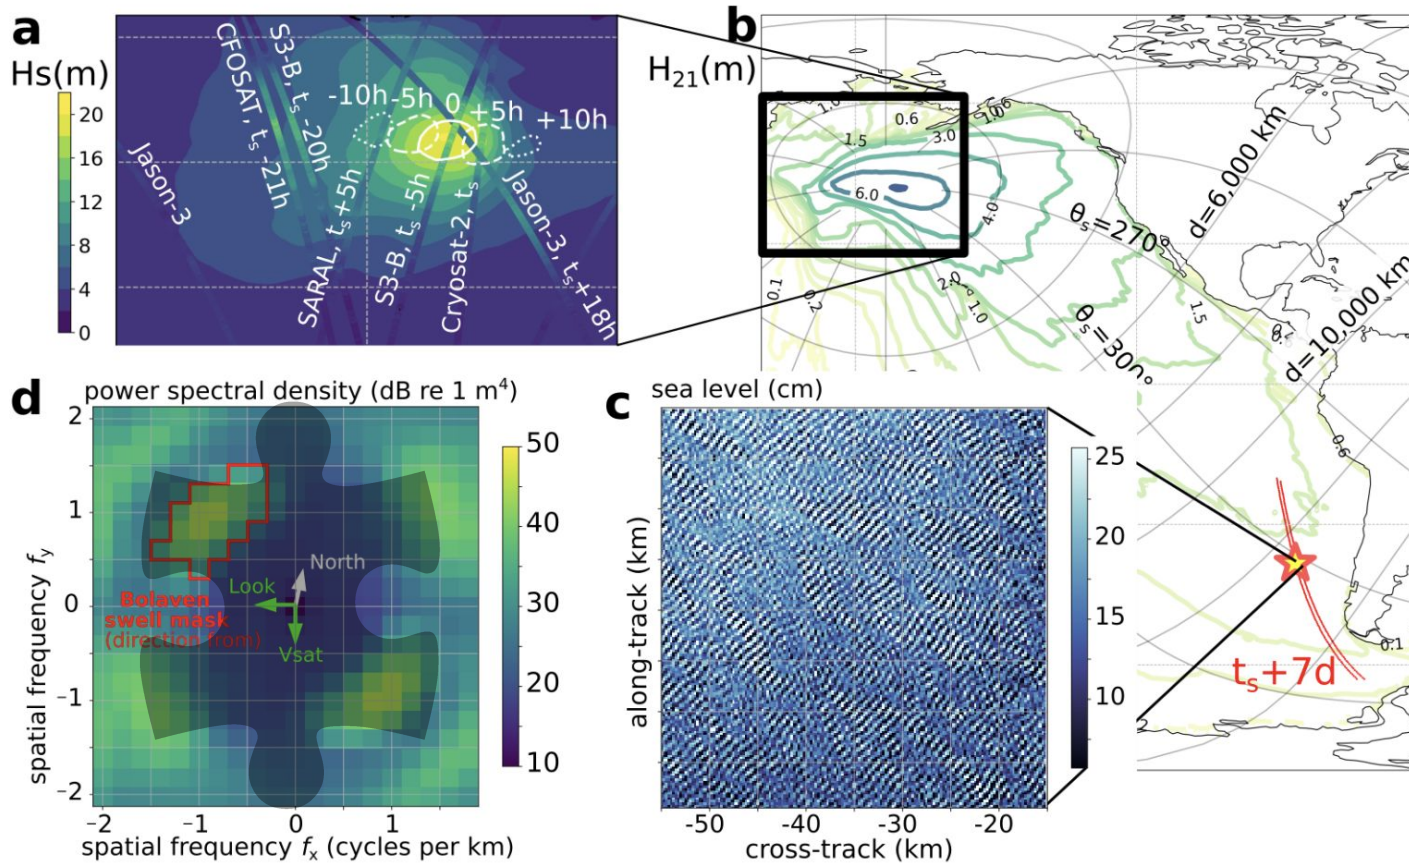 a
Hs(m)
20
16
12
8
4
0
CFOSAT, ts -21h
S3-B, ts -20h
-10h
-5h
0
+5h
+10h
Jason-3
SARAL, ts +5h
S3-B, ts -5h
Cryosat-2, ts
Jason-3, ts+18h
b
H21(m)
1.0
0.6
1.5
3.0
1.0
.6
6.0
4.0
2.0
1.0
0.1
0.2
1.5
0.6
0.1
θs=270°
θs=300°
d=6,000 km
d=10,000 km
ts+7d
d
power spectral density (dB re 1 m4)
2
1
0
−1
−2
spatial frequency fy
−2
−1
0
1
spatial frequency fx (cycles per km)
50
40
30
20
10
North
Look
Vsat
Bolaven
swell mask
(direction from)
c
sea level (cm)
along-track (km)
-50
-40
-30
-20
cross-track (km)
25
20
15
10